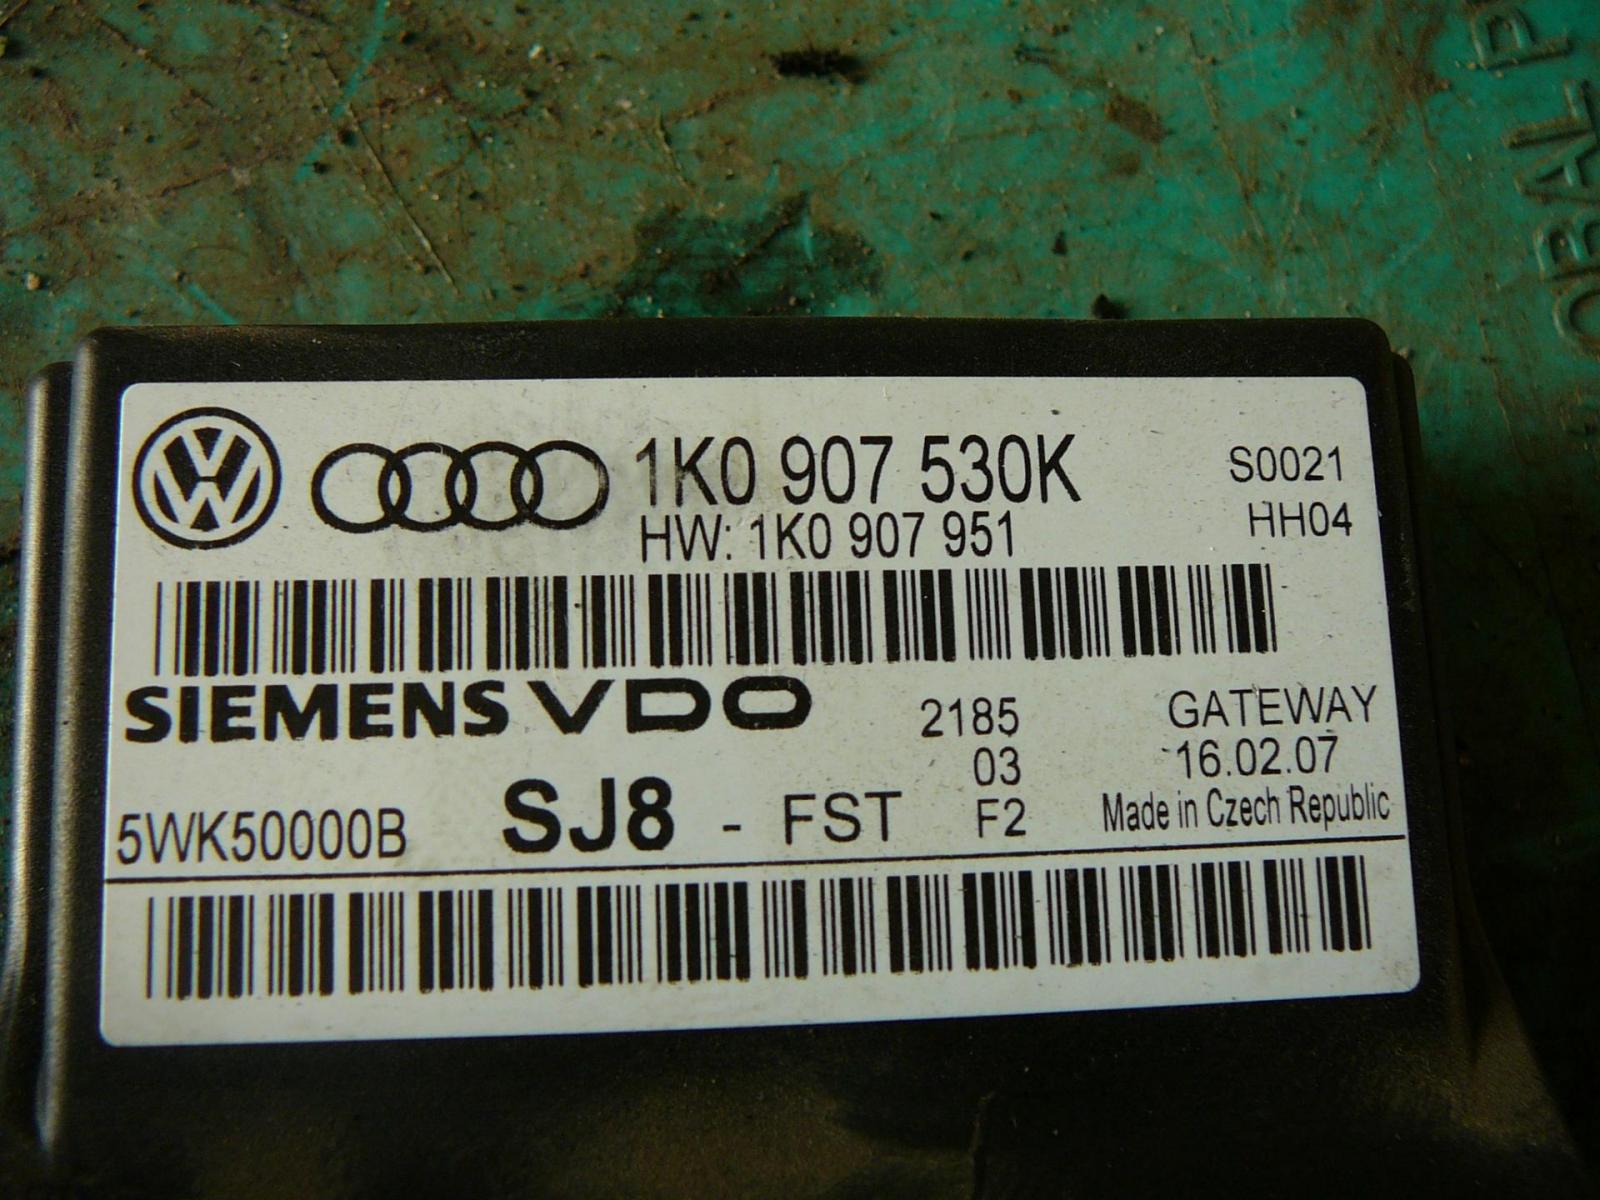 1K0 907 530K
S0021
HW: 1K0 907 951
HH04
SIEMENS VDO
2185
GATEWAY
03
16.02.07
5WK50000B
SJ8 - FST
F2
Made in Czech Republic
OBAL P